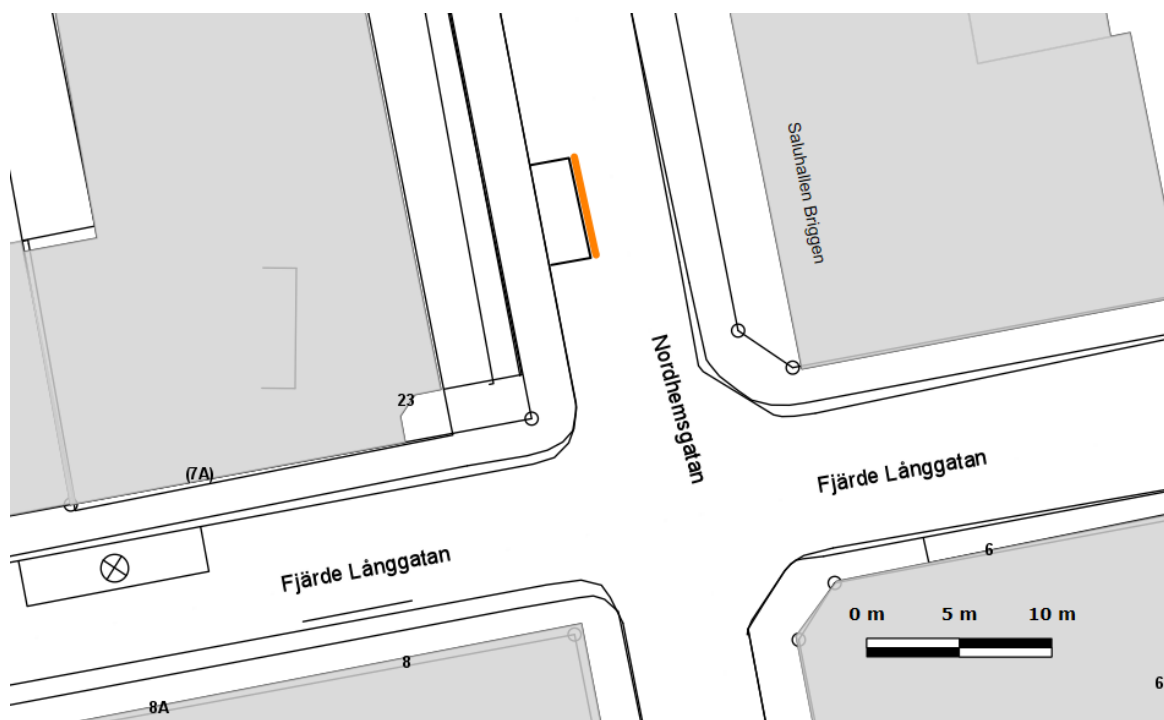 Saluhallen Briggen
Nordhemsgatan
23
(7A)
Fjärde Långgatan
Fjärde Långgatan
6
0 m 5 m 10 m
8
6
8A